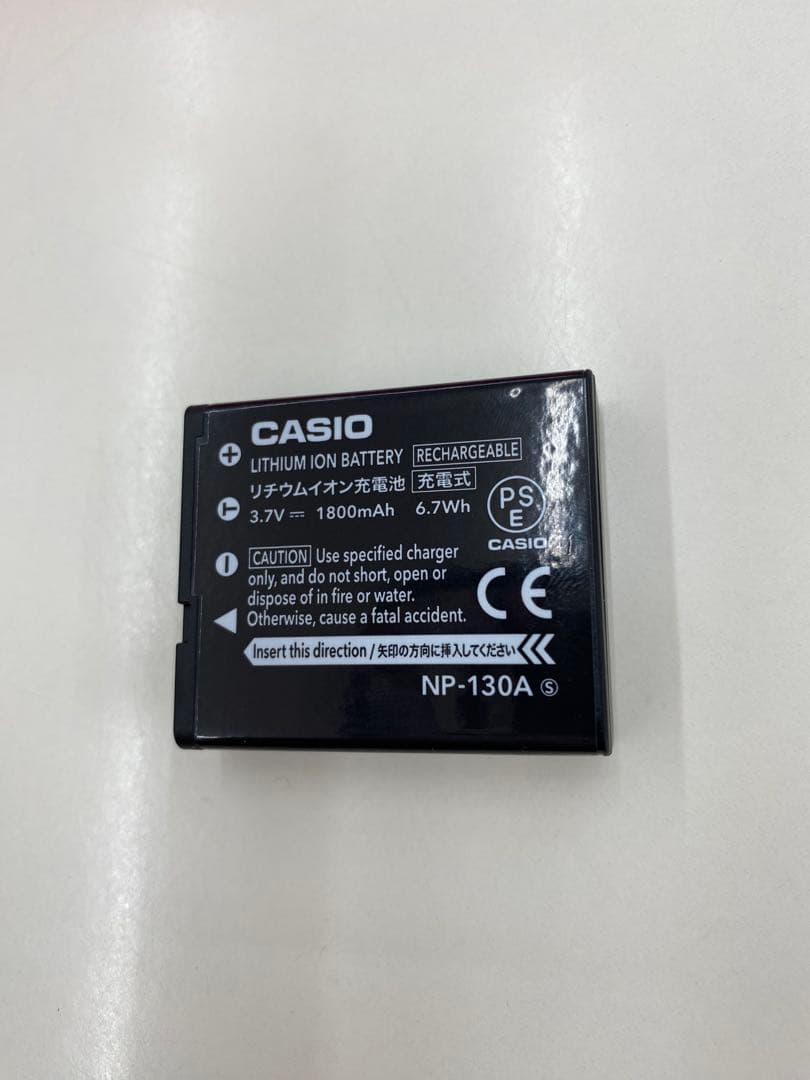 CASIO
LITHIUM ION BATTERY RECHARGEABLE
リチウムイオン充電池 充電式
3.7V 1800mAh 6.7Wh
PS
E
CASIO
T
CAUTION Use specified charger
only, and do not short, open or
dispose of in fire or water.
Otherwise, cause a fatal accident.
CE
Insert this direction / 矢印の方向に挿入してください
NP-130A S